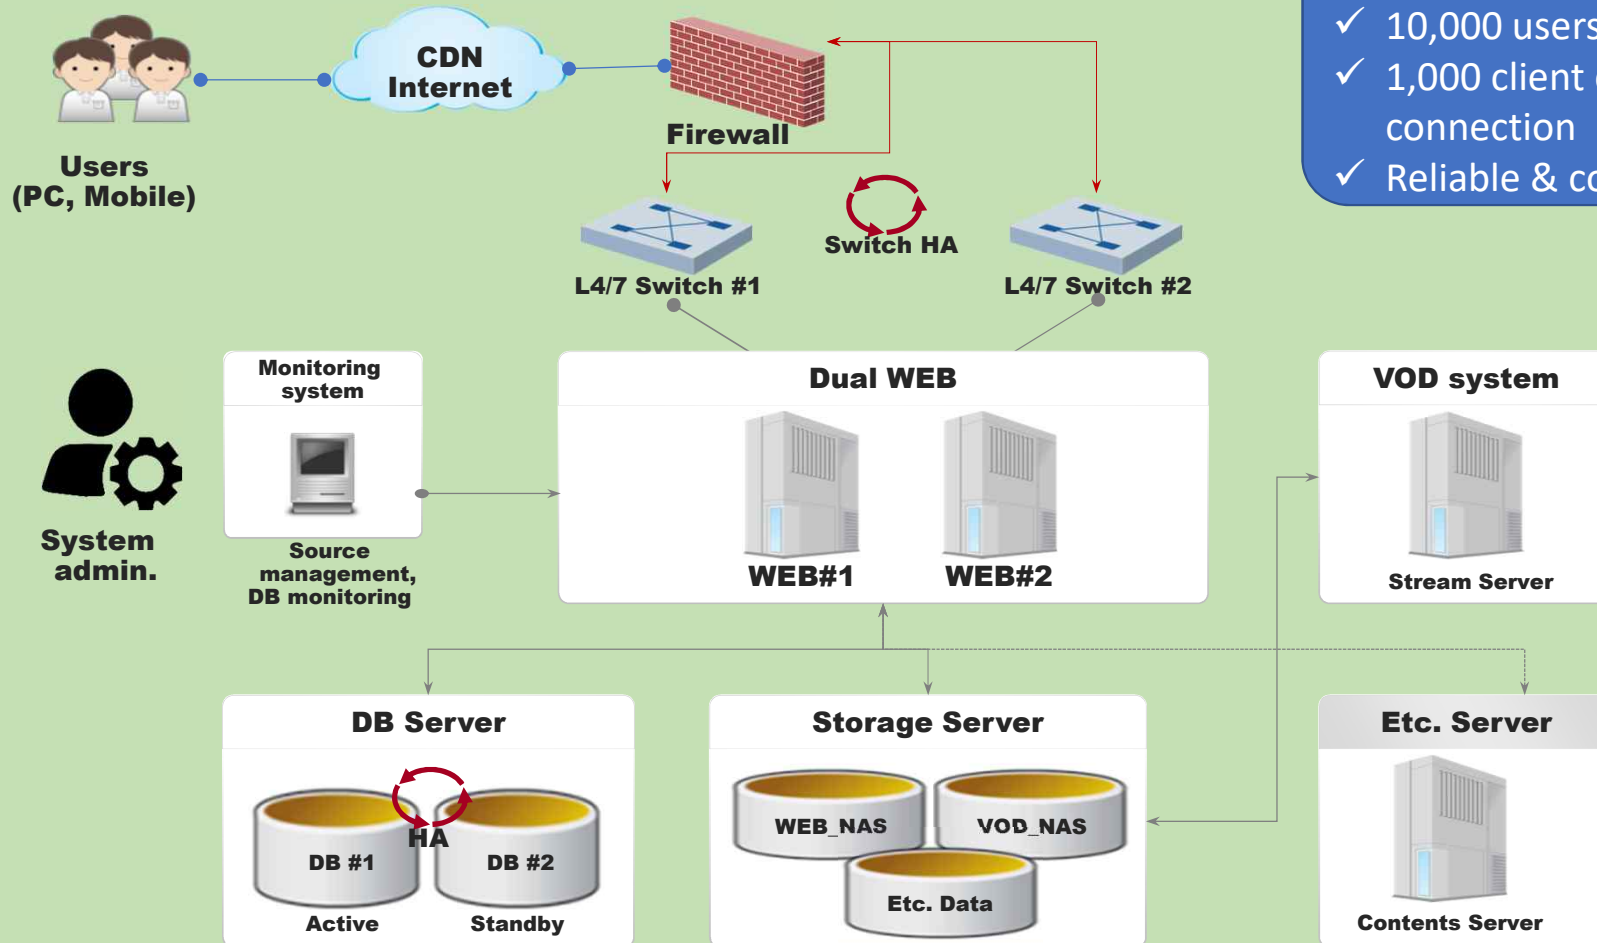 CDN
Internet
Firewall
Users
(PC, Mobile)
✓ 10,000 users
✓ 1,000 client
connection
✓ Reliable &
Switch HA
L4/7 Switch #1
L4/7 Switch #2
Monitoring
system
Source
management,
DB monitoring
System
admin.
Dual WEB
WEB#1
WEB#2
VOD system
Stream Server
DB Server
HA
DB #1
DB #2
Active
Standby
Storage Server
WEB_NAS
VOD_NAS
Etc. Data
Etc. Server
Contents Server